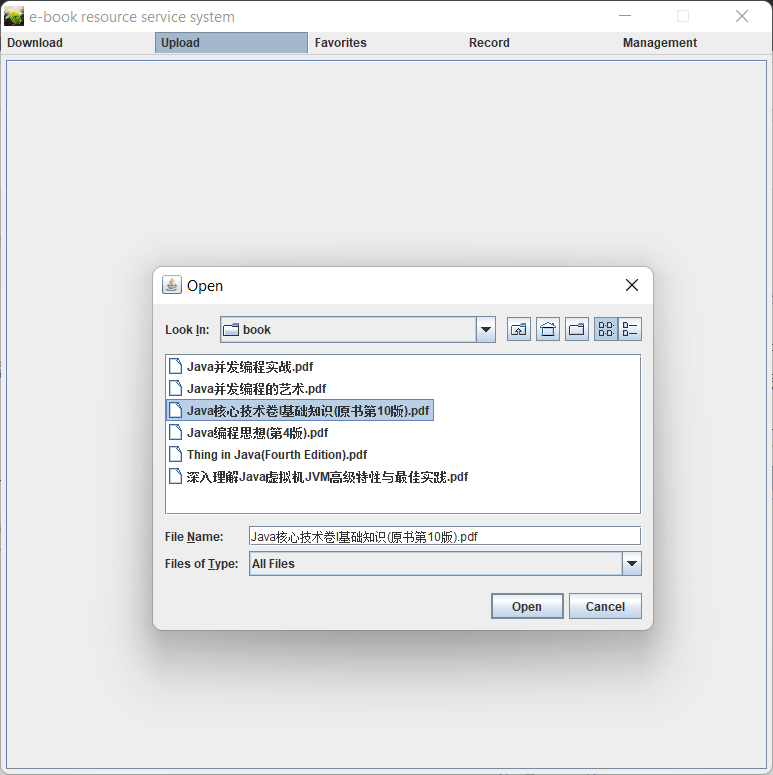 e-book resource service system
Download Upload Favorites Record Management
Open
Look In: book
Java并发编程实战.pdf
Java并发编程的艺术.pdf
Java核心技术卷I基础知识(原书第10版).pdf
Java编程思想(第4版).pdf
Thing in Java(Fourth Edition).pdf
深入理解Java虚拟机JVM高级特性与最佳实践.pdf
File Name: Java核心技术卷I基础知识(原书第10版).pdf
Files of Type: All Files
Open Cancel